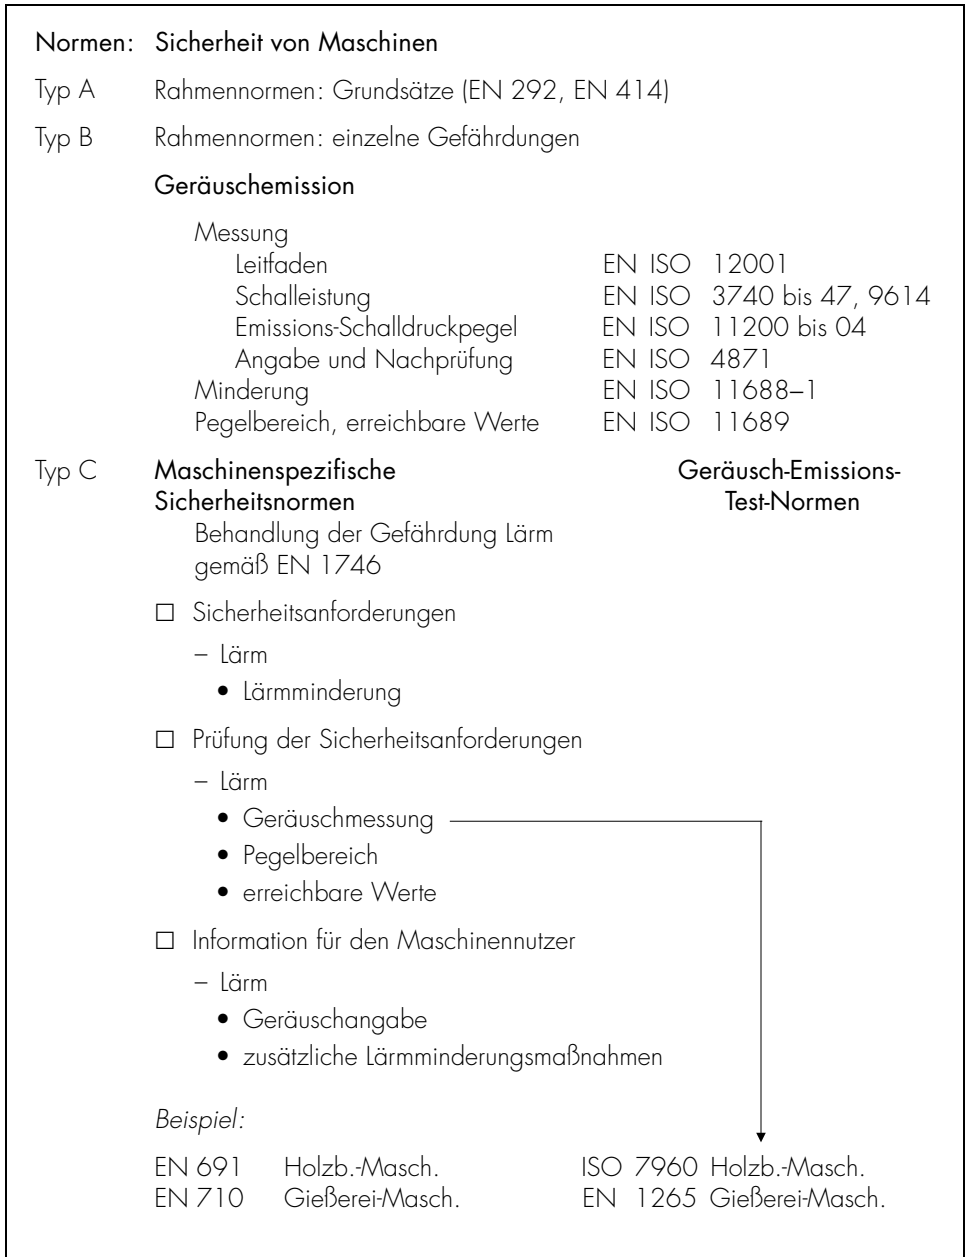 Normen: Sicherheit von Maschinen
Typ A Rahmennormen: Grundsätze (EN 292, EN 414)
Typ B Rahmennormen: einzelne Gefährdungen
Geräuschemission
Messung
Leitfaden EN ISO 12001
Schalleistung EN ISO 3740 bis 47, 9614
Emissions-Schalldruckpegel EN ISO 11200 bis 04
Angabe und Nachprüfung EN ISO 4871
Minderung EN ISO 11688–1
Pegelbereich, erreichbare Werte EN ISO 11689
Typ C Maschinenspezifische Geräusch-Emissions-
Sicherheitsnormen Test-Normen
Behandlung der Gefährdung Lärm
gemäß EN 1746
□ Sicherheitsanforderungen
– Lärm
• Lärmminderung
□ Prüfung der Sicherheitsanforderungen
– Lärm
• Geräuschmessung
• Pegelbereich
• erreichbare Werte
□ Information für den Maschinennutzer
– Lärm
• Geräuschangabe
• zusätzliche Lärmminderungsmaßnahmen
Beispiel:
EN 691 Holzb.-Masch. ISO 7960 Holzb.-Masch.
EN 710 Gießerei-Masch. EN 1265 Gießerei-Masch.